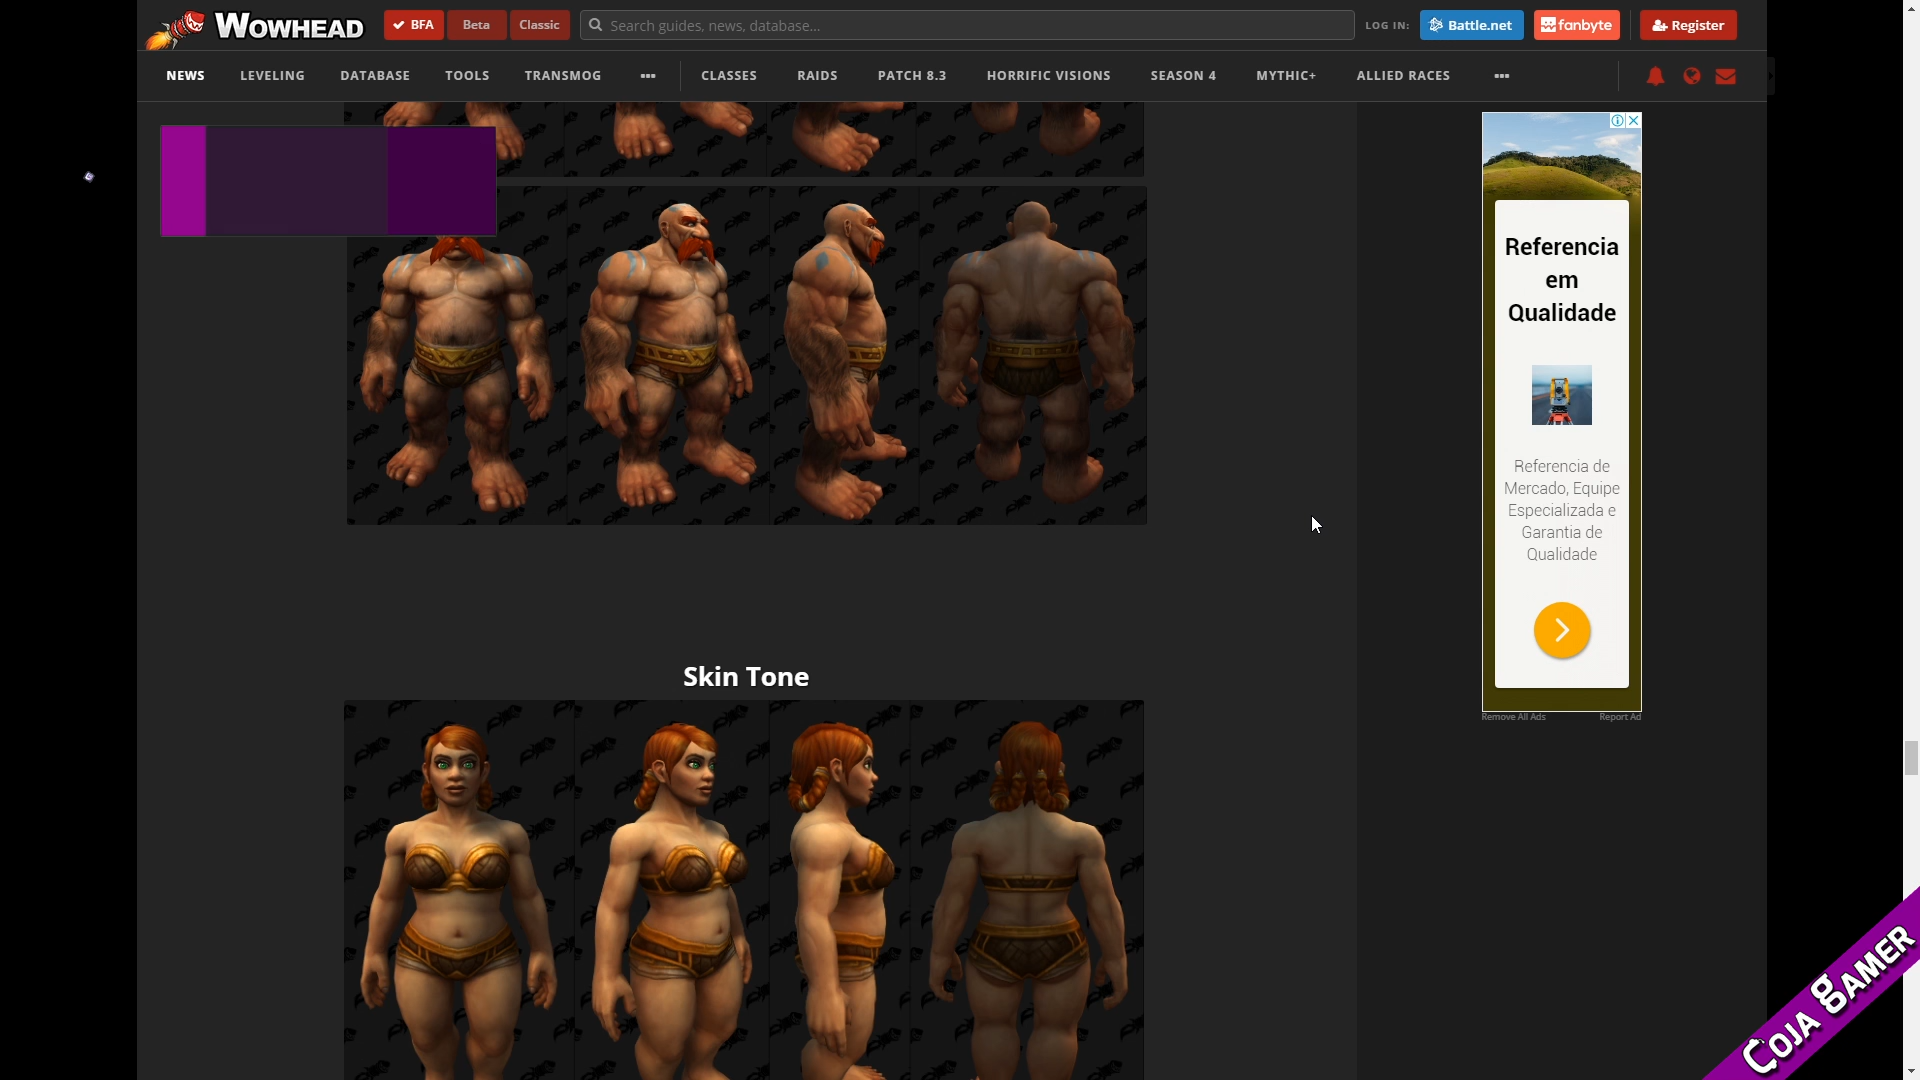 WOWHEAD
BFA
Beta
Classic
Search guides, news, database...
LOG IN:
Battle.net
fanbyte
Register
NEWS
LEVELING
DATABASE
TOOLS
TRANSMOG
CLASSES
RAIDS
PATCH 8.3
HORRIFIC VISIONS
SEASON 4
MYTHIC+
ALLIED RACES
Referencia
em
Qualidade
Referencia de
Mercado, Equipe
Especializada e
Garantia de
Qualidade
Remove All Ads
Report Ad
Skin Tone
COJA GAMER